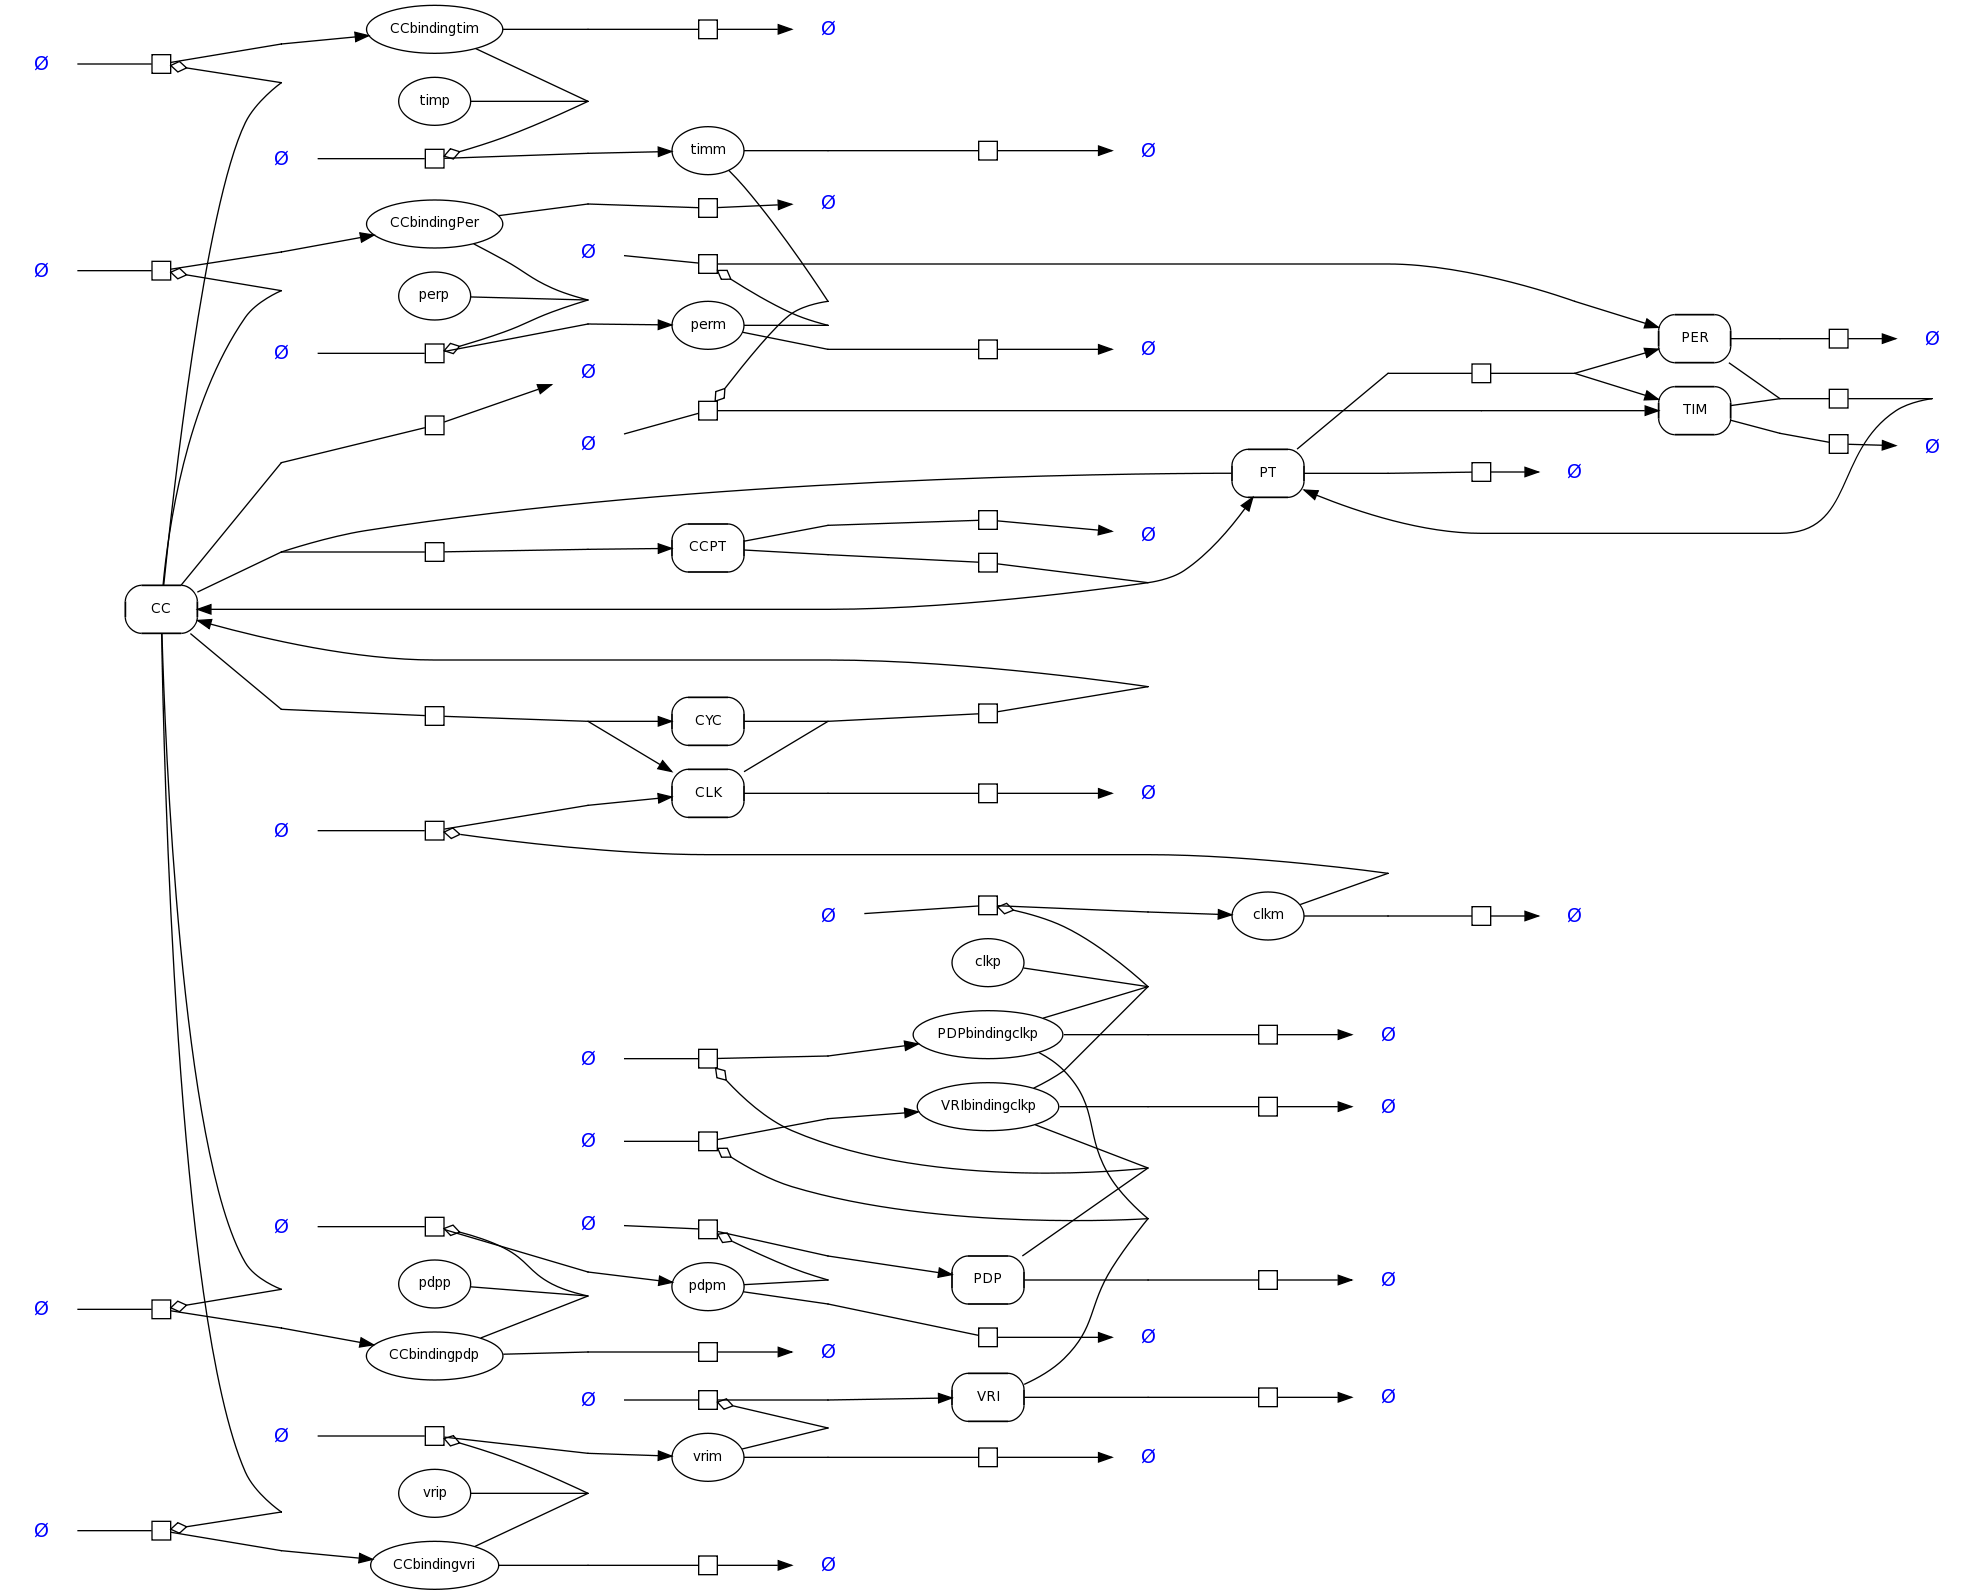 CCbindingtim
Ø
Ø
timp
Ø
timm
Ø
CCbindingPer
Ø
Ø
Ø
perp
Ø
perm
Ø
PER
Ø
Ø
TIM
Ø
Ø
PT
Ø
CCPT
Ø
CC
CYC
CLK
Ø
Ø
Ø
clkm
Ø
clkp
PDPbindingclkp
Ø
Ø
VRIbindingclkp
Ø
Ø
Ø
Ø
pdpp
pdpm
PDP
Ø
Ø
Ø
CCbindingpdp
Ø
Ø
VRI
Ø
Ø
vrim
Ø
vrip
Ø
CCbindingvri
Ø